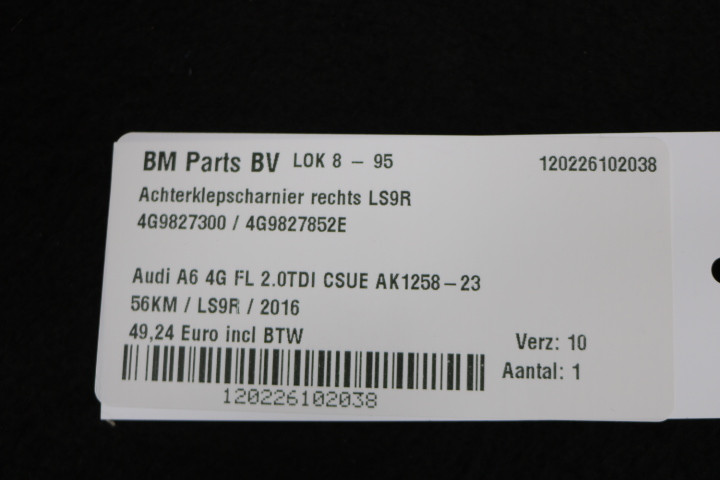 BM Parts BV LOK 8 - 95 120226102038
Achterklepscharnier rechts LS9R
4G9827300 / 4G9827852E
Audi A6 4G FL 2.0TDI CSUE AK1258-23
56KM / LS9R / 2016
49,24 Euro incl BTW Verz: 10
Aantal: 1
120226102038